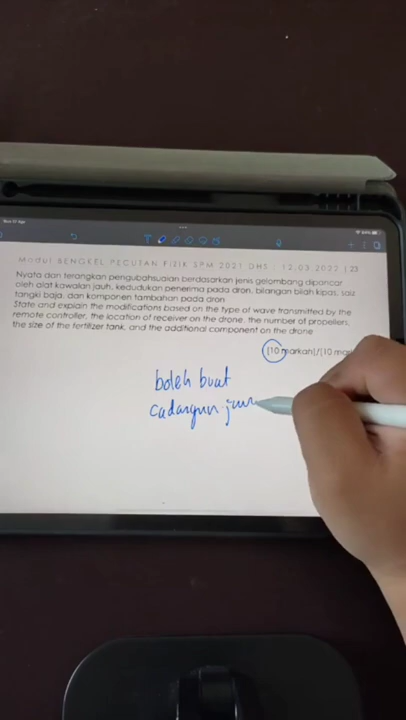 Modul BENGKEL PECUTAN FIZIK SPM 2021 @HS | 12.03.2022 | 23
Nyata dan terangkan pengubahsuaian berdasarkan jenis gelombang dipancar
oleh alat kawalan jauh, kedudukan penerima pada dron, bilangan bilah kipas, saiz
tangki baja, dan komponen tambahan pada dron
State and explain the modifications based on the type of wave transmitted by the
remote controller, the location of receiver on the drone, the number of propellers,
the size of the fertilizer tank, and the additional component on the drone
[10 markah]/[10 mar
boleh buat
cadangan